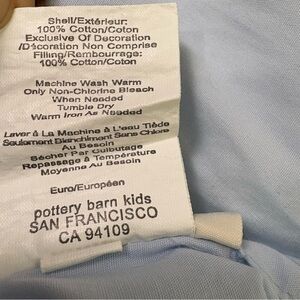 Shell/Extérieur:
100% Cotton/Coton
Exclusive Of Decoration
/Décoration Non Comprise
Filling/Rembourrage:
100% Cotton/Coton
Machine Wash Warm
Only Non-Chlorine Bleach
When Needed
Tumble Dry
Warm Iron As Needed
Laver à La Machine à L'eau Tiède
Seulement Blanchiment Sans Chlore
Au Besoin
Sécher Par Culbutage
Repassage à Température
Moyenne Au Besoin
Euro/Européen
pottery barn kids
SAN FRANCISCO
CA 94109